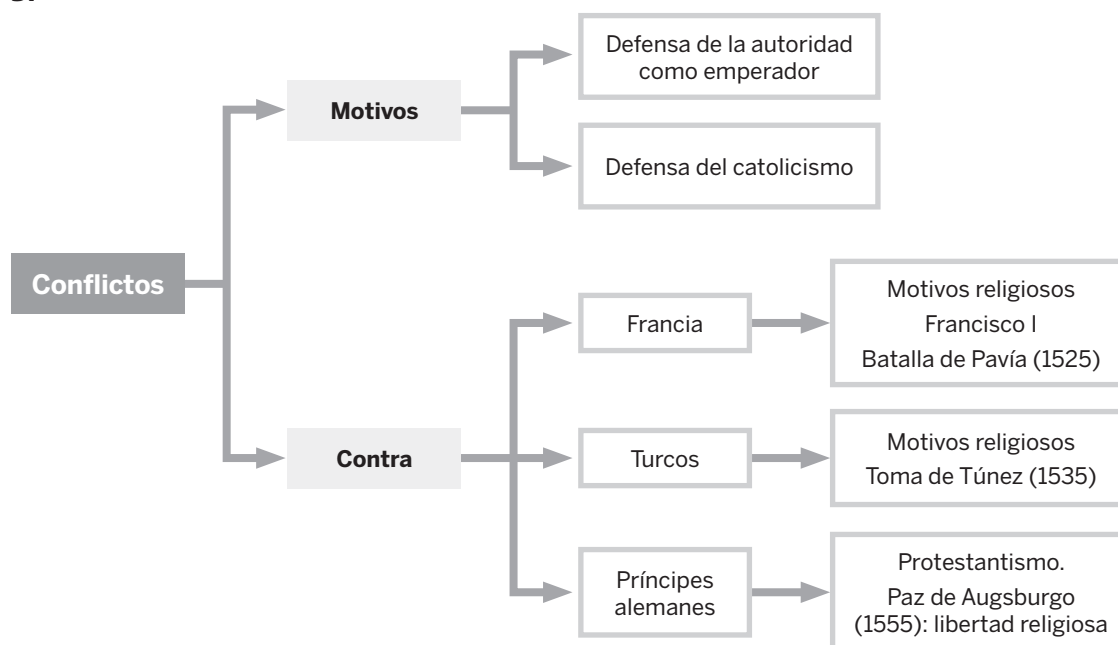 Defensa de la autoridad
como emperador
Motivos
Defensa del catolicismo
Conflictos
Francia
Motivos religiosos
Francisco I
Batalla de Pavía (1525)
Contra
Turcos
Motivos religiosos
Toma de Túnez (1535)
Príncipes
alemanes
Protestantismo.
Paz de Augsburgo
(1555): libertad religiosa